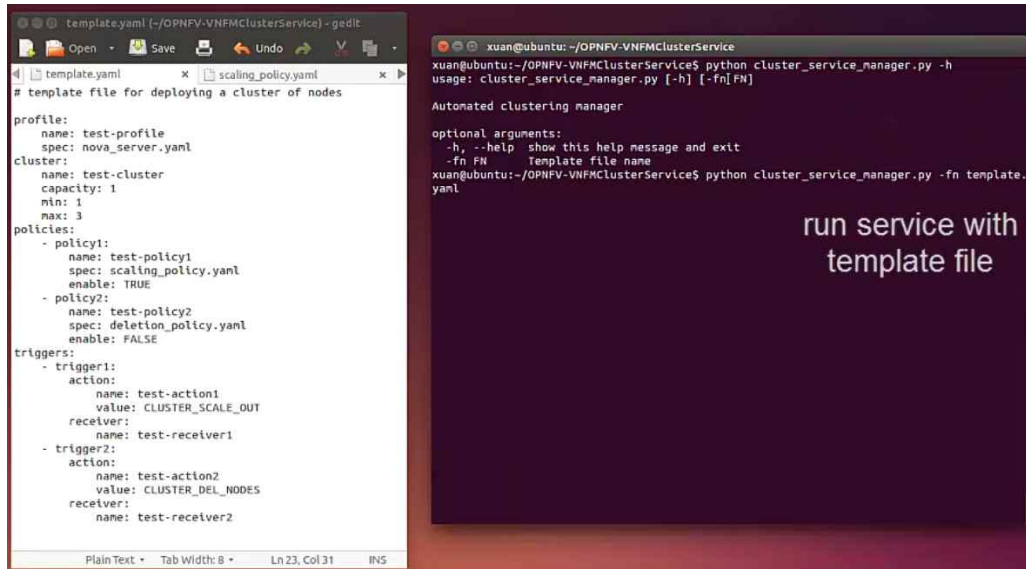 template.yaml (~/OPNFV-VNFMClusterService) - gedit
Open Save Undo
template.yaml × scaling_policy.yaml ×
# template file for deploying a cluster of nodes
profile:
    name: test-profile
    spec: nova_server.yaml
cluster:
    name: test-cluster
    capacity: 1
    min: 1
    max: 3
policies:
    - policy1:
        name: test-policy1
        spec: scaling_policy.yaml
        enable: TRUE
    - policy2:
        name: test-policy2
        spec: deletion_policy.yaml
        enable: FALSE
triggers:
    - trigger1:
        action:
            name: test-action1
            value: CLUSTER_SCALE_OUT
        receiver:
            name: test-receiver1
    - trigger2:
        action:
            name: test-action2
            value: CLUSTER_DEL_NODES
        receiver:
            name: test-receiver2
Plain Text Tab Width: 8 Ln 23, Col 31 INS
xuan@ubuntu: ~/OPNFV-VNFMClusterService
xuan@ubuntu:~/OPNFV-VNFMClusterService$ python cluster_service_manager.py -h
usage: cluster_service_manager.py [-h] [-fn FN]
Automated clustering manager
optional arguments:
  -h, --help  show this help message and exit
  -fn FN      Template file name
xuan@ubuntu:~/OPNFV-VNFMClusterService$ python cluster_service_manager.py -fn template.
yaml
run service with
template file